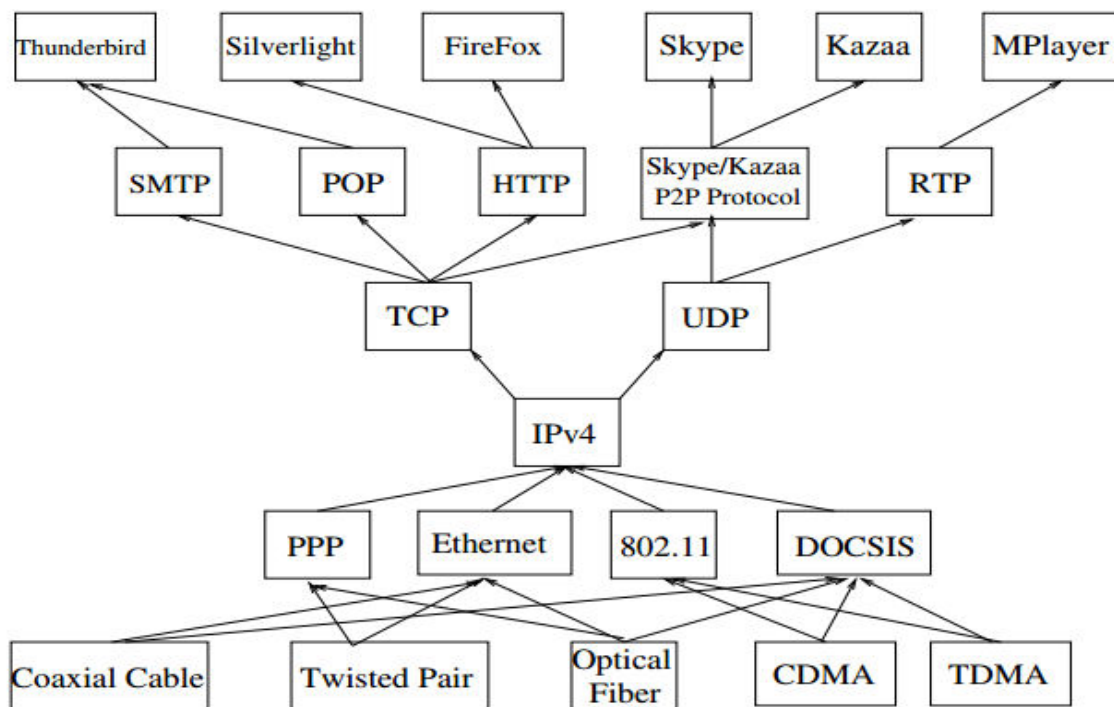 Thunderbird
Silverlight
FireFox
Skype
Kazaa
MPlayer
SMTP
POP
HTTP
Skype/Kazaa
P2P Protocol
RTP
TCP
UDP
IPv4
PPP
Ethernet
802.11
DOCSIS
Coaxial Cable
Twisted Pair
Optical
Fiber
CDMA
TDMA